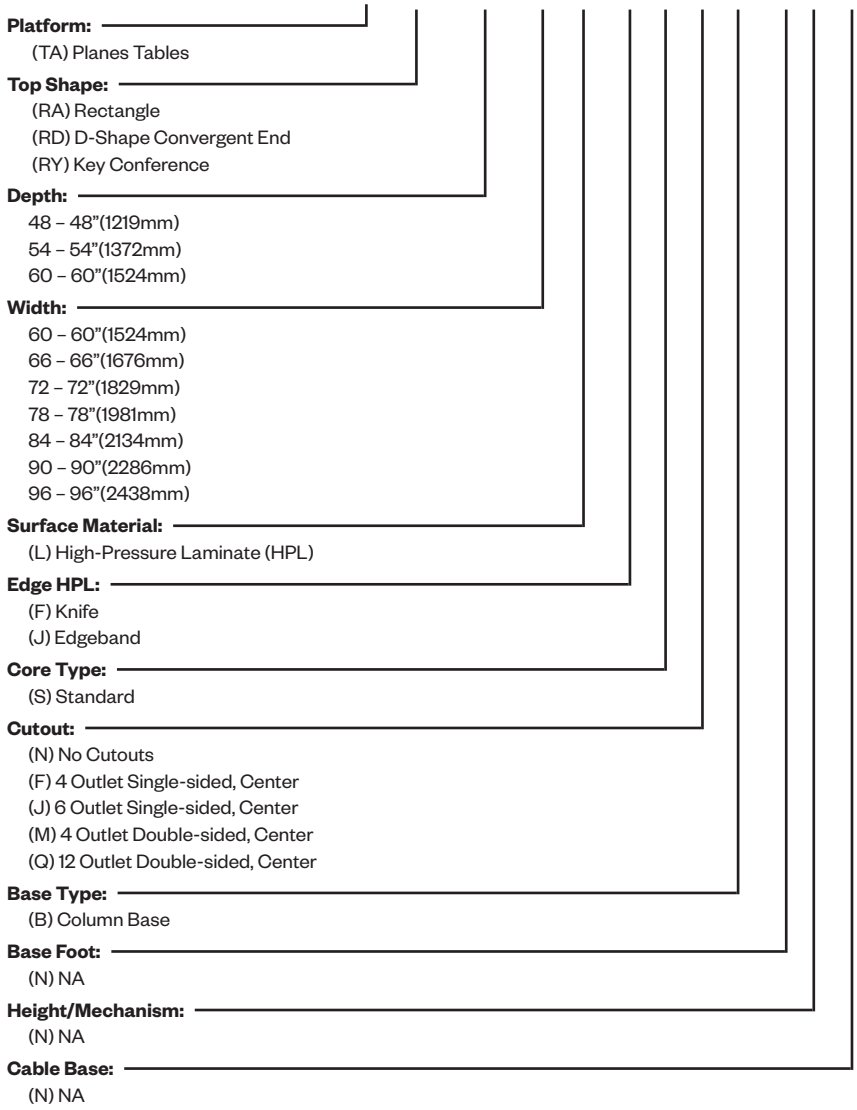 Platform:
(TA) Planes Tables
Top Shape:
(RA) Rectangle
(RD) D-Shape Convergent End
(RY) Key Conference
Depth:
48 – 48”(1219mm)
54 – 54”(1372mm)
60 – 60”(1524mm)
Width:
60 – 60”(1524mm)
66 – 66”(1676mm)
72 – 72”(1829mm)
78 – 78”(1981mm)
84 – 84”(2134mm)
90 – 90”(2286mm)
96 – 96”(2438mm)
Surface Material:
(L) High-Pressure Laminate (HPL)
Edge HPL:
(F) Knife
(J) Edgeband
Core Type:
(S) Standard
Cutout:
(N) No Cutouts
(F) 4 Outlet Single-sided, Center
(J) 6 Outlet Single-sided, Center
(M) 4 Outlet Double-sided, Center
(Q) 12 Outlet Double-sided, Center
Base Type:
(B) Column Base
Base Foot:
(N) NA
Height/Mechanism:
(N) NA
Cable Base:
(N) NA